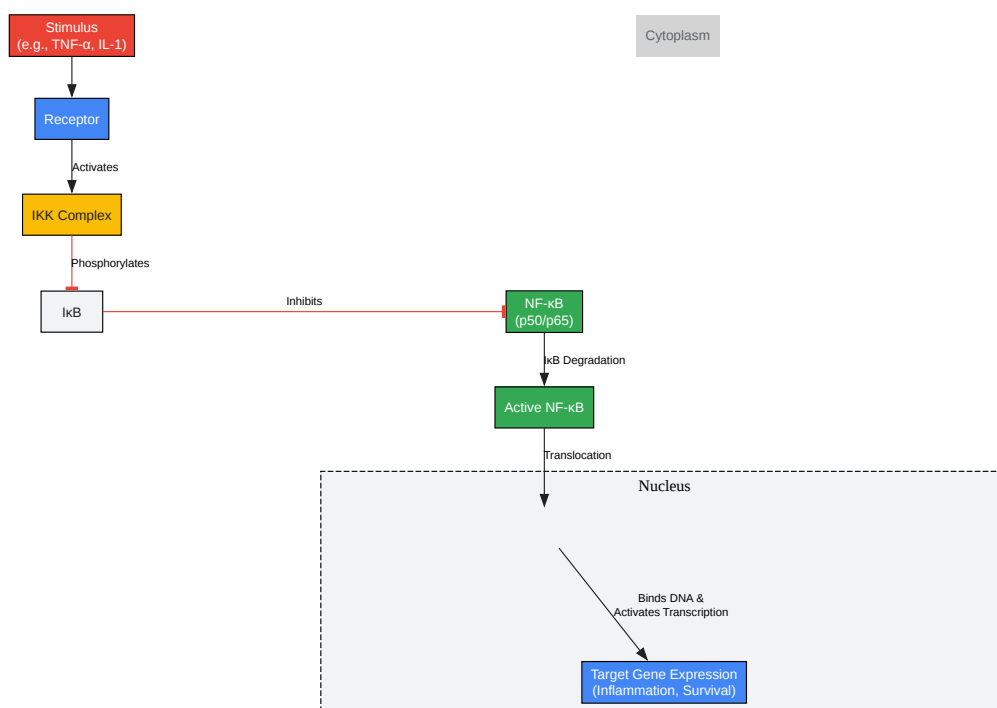 Stimulus
(e.g., TNF-α, IL-1)
Cytoplasm
Receptor
Activates
IKK Complex
Phosphorylates
IκB
Inhibits
NF-κB
(p50/p65)
IκB Degradation
Active NF-κB
Translocation
Nucleus
Binds DNA &
Activates Transcription
Target Gene Expression
(Inflammation, Survival)